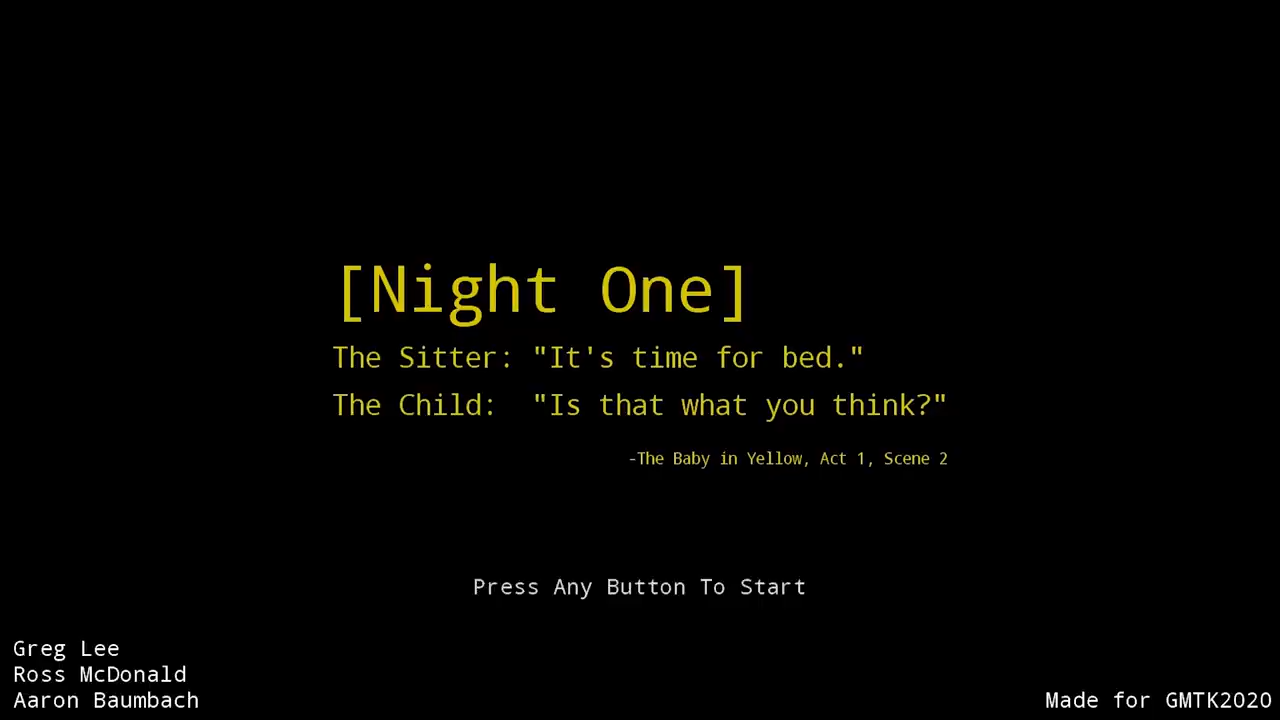 [Night One]
The Sitter: "It's time for bed."
The Child:  "Is that what you think?"
-The Baby in Yellow, Act 1, Scene 2
Press Any Button To Start
Greg Lee
Ross McDonald
Aaron Baumbach
Made for GMTK2020